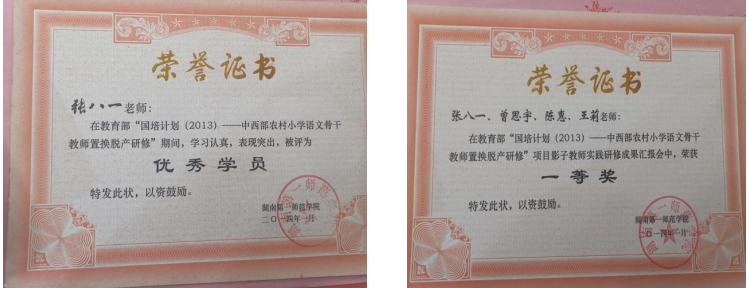 荣誉证书
张八一老师:
在教育部“国培计划(2013)——中西部农村小学语文骨干
教师置换脱产研修”期间,学习认真,表现突出,被评为
优秀学员
特发此状,以资鼓励。
湖南第一师范学院
二〇一四年一月
荣誉证书
张八一、曾思宇、陈惠、王莉老师:
在教育部“国培计划(2013)——中西部农村小学语文骨干
教师置换脱产研修”项目影子教师实践研修成果汇报会中,荣获
一等奖
特发此状,以资鼓励。
湖南第一师范学院
二〇一四年一月